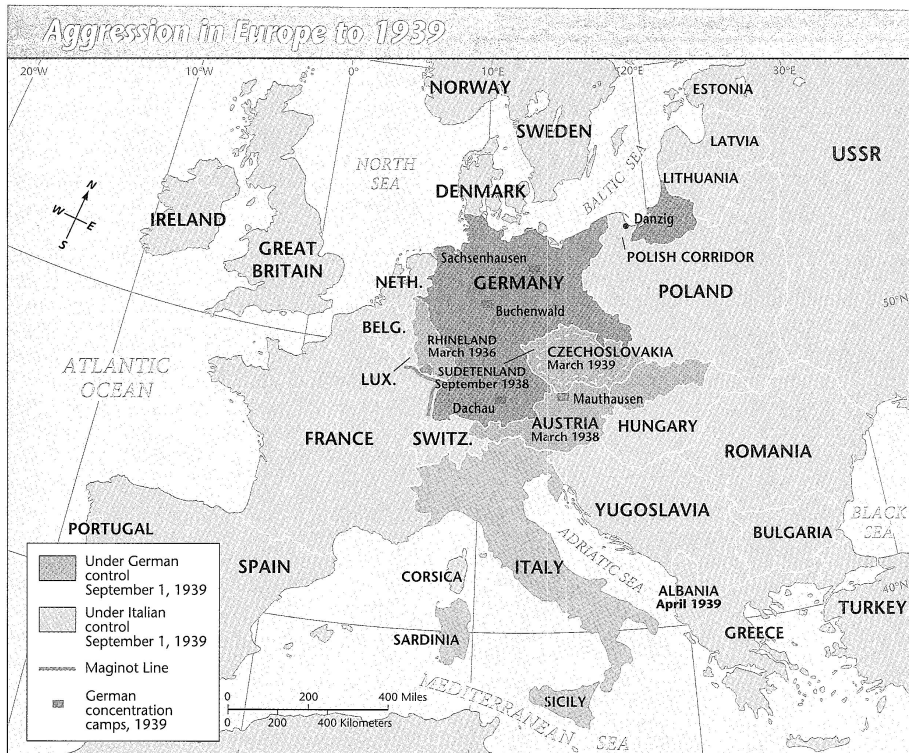 Aggression in Europe to 1939
20°W
10°W
0°
10°E
20°E
30°E
NORWAY
ESTONIA
SWEDEN
LATVIA
USSR
NORTH
SEA
BALTIC SEA
LITHUANIA
DENMARK
N
W
E
S
IRELAND
Danzig
GREAT
BRITAIN
Sachsenhausen
POLISH CORRIDOR
NETH.
GERMANY
POLAND
50°N
Buchenwald
BELG.
RHINELAND
March 1936
CZECHOSLOVAKIA
March 1939
ATLANTIC
OCEAN
SUDETENLAND
September 1938
LUX.
Mauthausen
Dachau
AUSTRIA
March 1938
HUNGARY
FRANCE
SWITZ.
ROMANIA
YUGOSLAVIA
BLACK
SEA
PORTUGAL
BULGARIA
ADRIATIC SEA
SPAIN
ITALY
CORSICA
ALBANIA
April 1939
40°N
TURKEY
GREECE
SARDINIA
MEDITERRANEAN SEA
SICILY
Under German
control
September 1, 1939
Under Italian
control
September 1, 1939
Maginot Line
German
concentration
camps, 1939
0 200 400 Miles
0 200 400 Kilometers